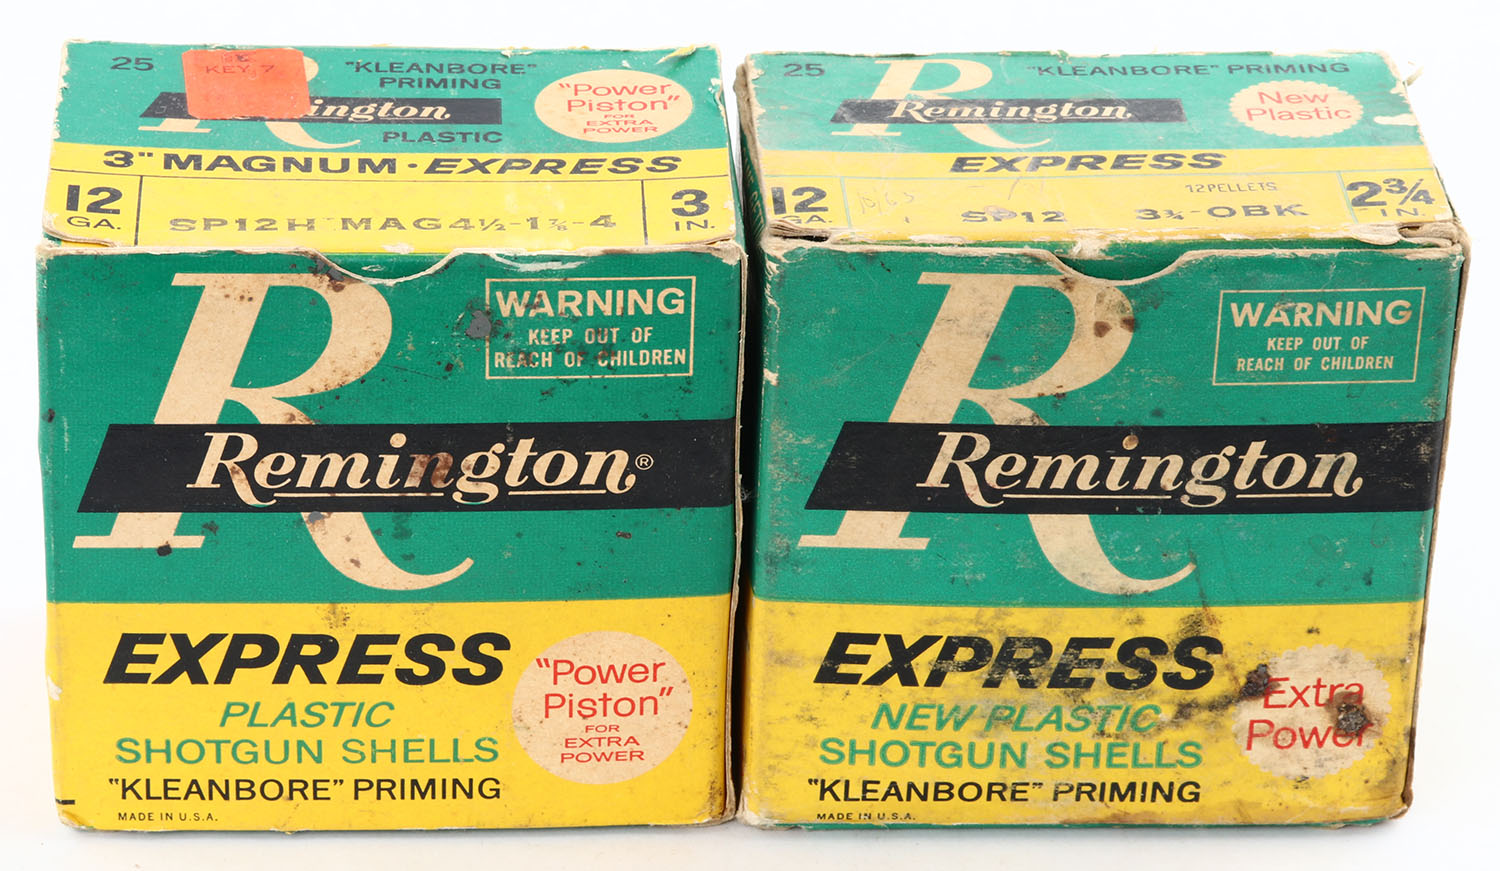 25
KEY 7
"KLEANBORE"
PRIMING
Remington
PLASTIC
"Power
Piston"
FOR
EXTRA
POWER
3" MAGNUM · EXPRESS
12
GA.
SP12H MAG 4½-1⅞-4
3
IN.
WARNING
KEEP OUT OF
REACH OF CHILDREN
R
Remington®
EXPRESS
PLASTIC
SHOTGUN SHELLS
"KLEANBORE" PRIMING
MADE IN U.S.A.
"Power
Piston"
FOR
EXTRA
POWER
25
"KLEANBORE" PRIMING
R
Remington
New
Plastic
EXPRESS
12
GA.
12 PELLETS
SP12 3¾-OBK
2¾
IN.
WARNING
KEEP OUT OF
REACH OF CHILDREN
R
Remington
EXPRESS
NEW PLASTIC
SHOTGUN SHELLS
"KLEANBORE" PRIMING
MADE IN U.S.A.
Extra
Power